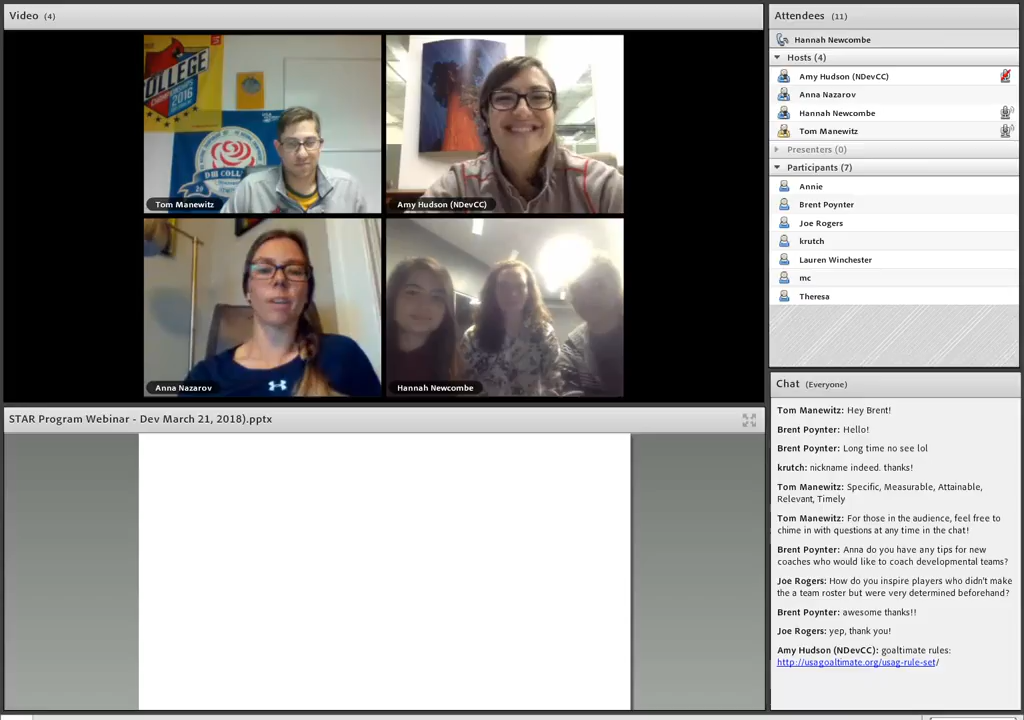 Video (4)
COLLEGE
CHAMPIONSHIPS
2016
DIII COLL
Tom Manewitz
Amy Hudson (NDevCC)
Anna Nazarov
Hannah Newcombe
STAR Program Webinar - Dev March 21, 2018).pptx
Attendees (11)
Hannah Newcombe
Hosts (4)
Amy Hudson (NDevCC)
Anna Nazarov
Hannah Newcombe
Tom Manewitz
Presenters (0)
Participants (7)
Annie
Brent Poynter
Joe Rogers
krutch
Lauren Winchester
mc
Theresa
Chat (Everyone)
Tom Manewitz: Hey Brent!
Brent Poynter: Hello!
Brent Poynter: Long time no see lol
krutch: nickname indeed. thanks!
Tom Manewitz: Specific, Measurable, Attainable,
Relevant, Timely
Tom Manewitz: For those in the audience, feel free to
chime in with questions at any time in the chat!
Brent Poynter: Anna do you have any tips for new
coaches who would like to coach developmental teams?
Joe Rogers: How do you inspire players who didn't make
the a team roster but were very determined beforehand?
Brent Poynter: awesome thanks!!
Joe Rogers: yep, thank you!
Amy Hudson (NDevCC): goaltimate rules:
http://usagoaltimate.org/usag-rule-set/